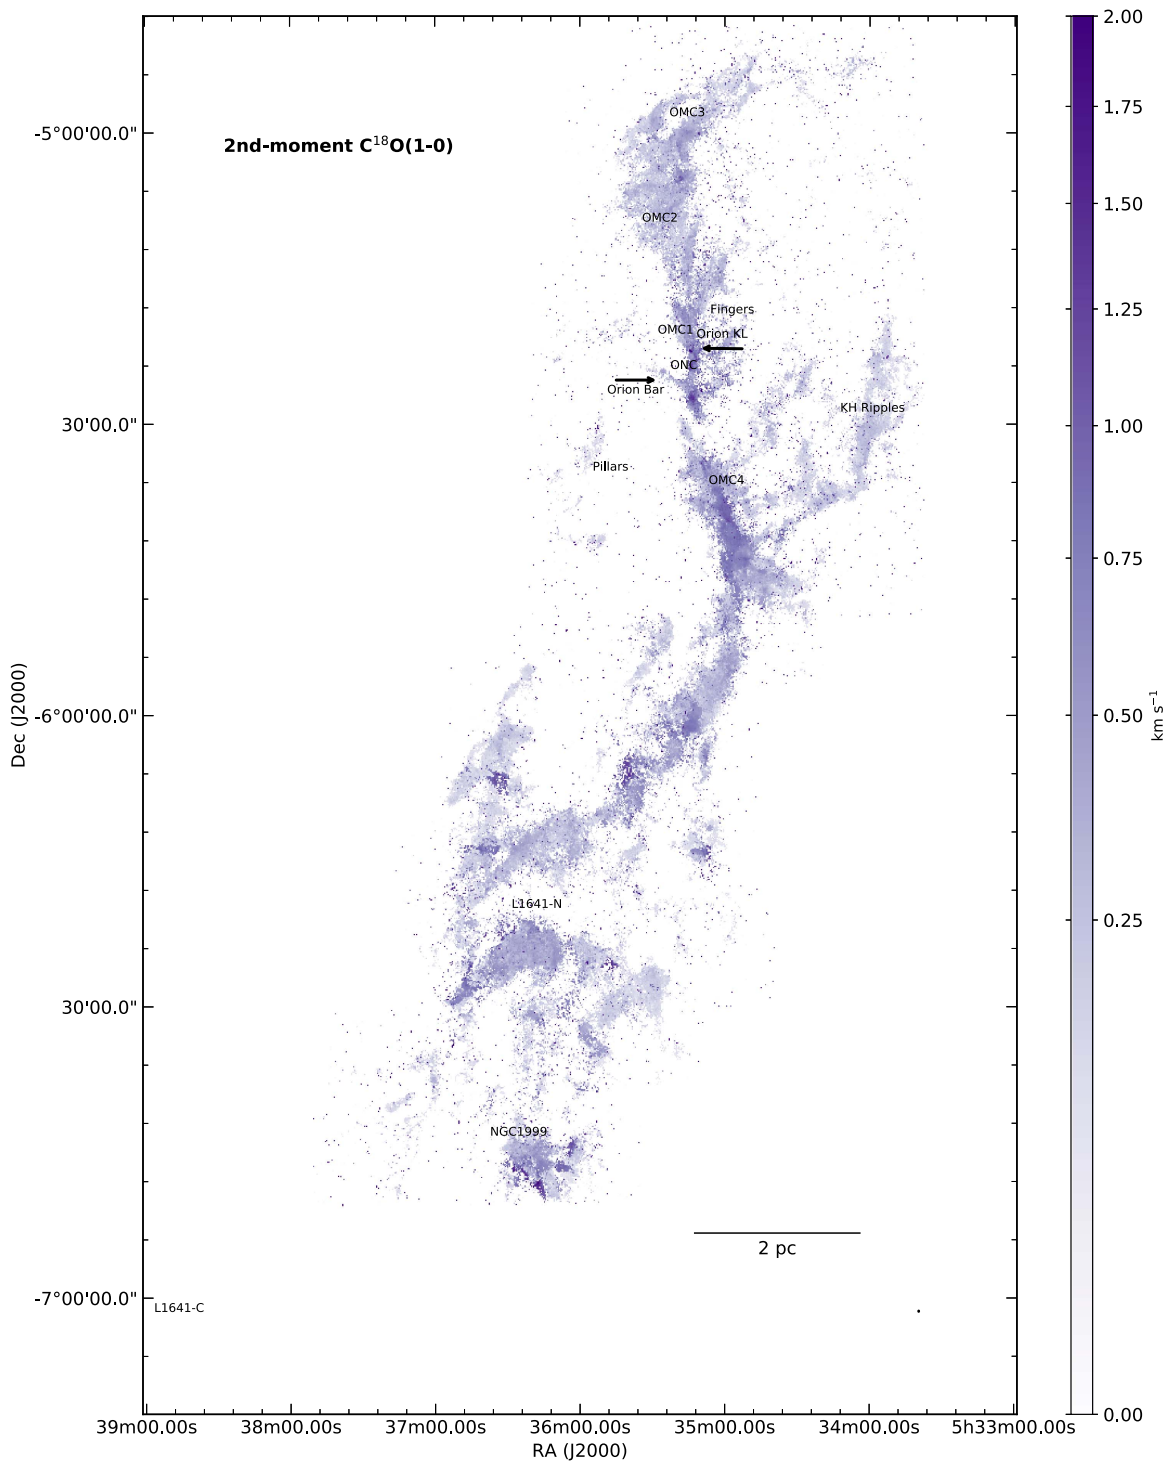 2.00
OMC3
1.75
-5°00'00.0"
2nd-moment C¹⁸O(1-0)
1.50
OMC2
Fingers
1.25
OMC1
Orion KL
ONC
Orion Bar
KH Ripples
30'00.0"
1.00
Pillars
OMC4
0.75
-6°00'00.0"
0.50
Dec (J2000)
km s⁻¹
L1641-N
0.25
30'00.0"
NGC1999
2 pc
-7°00'00.0"
L1641-C
0.00
39m00.00s 38m00.00s 37m00.00s 36m00.00s 35m00.00s 34m00.00s 5h33m00.00s
RA (J2000)